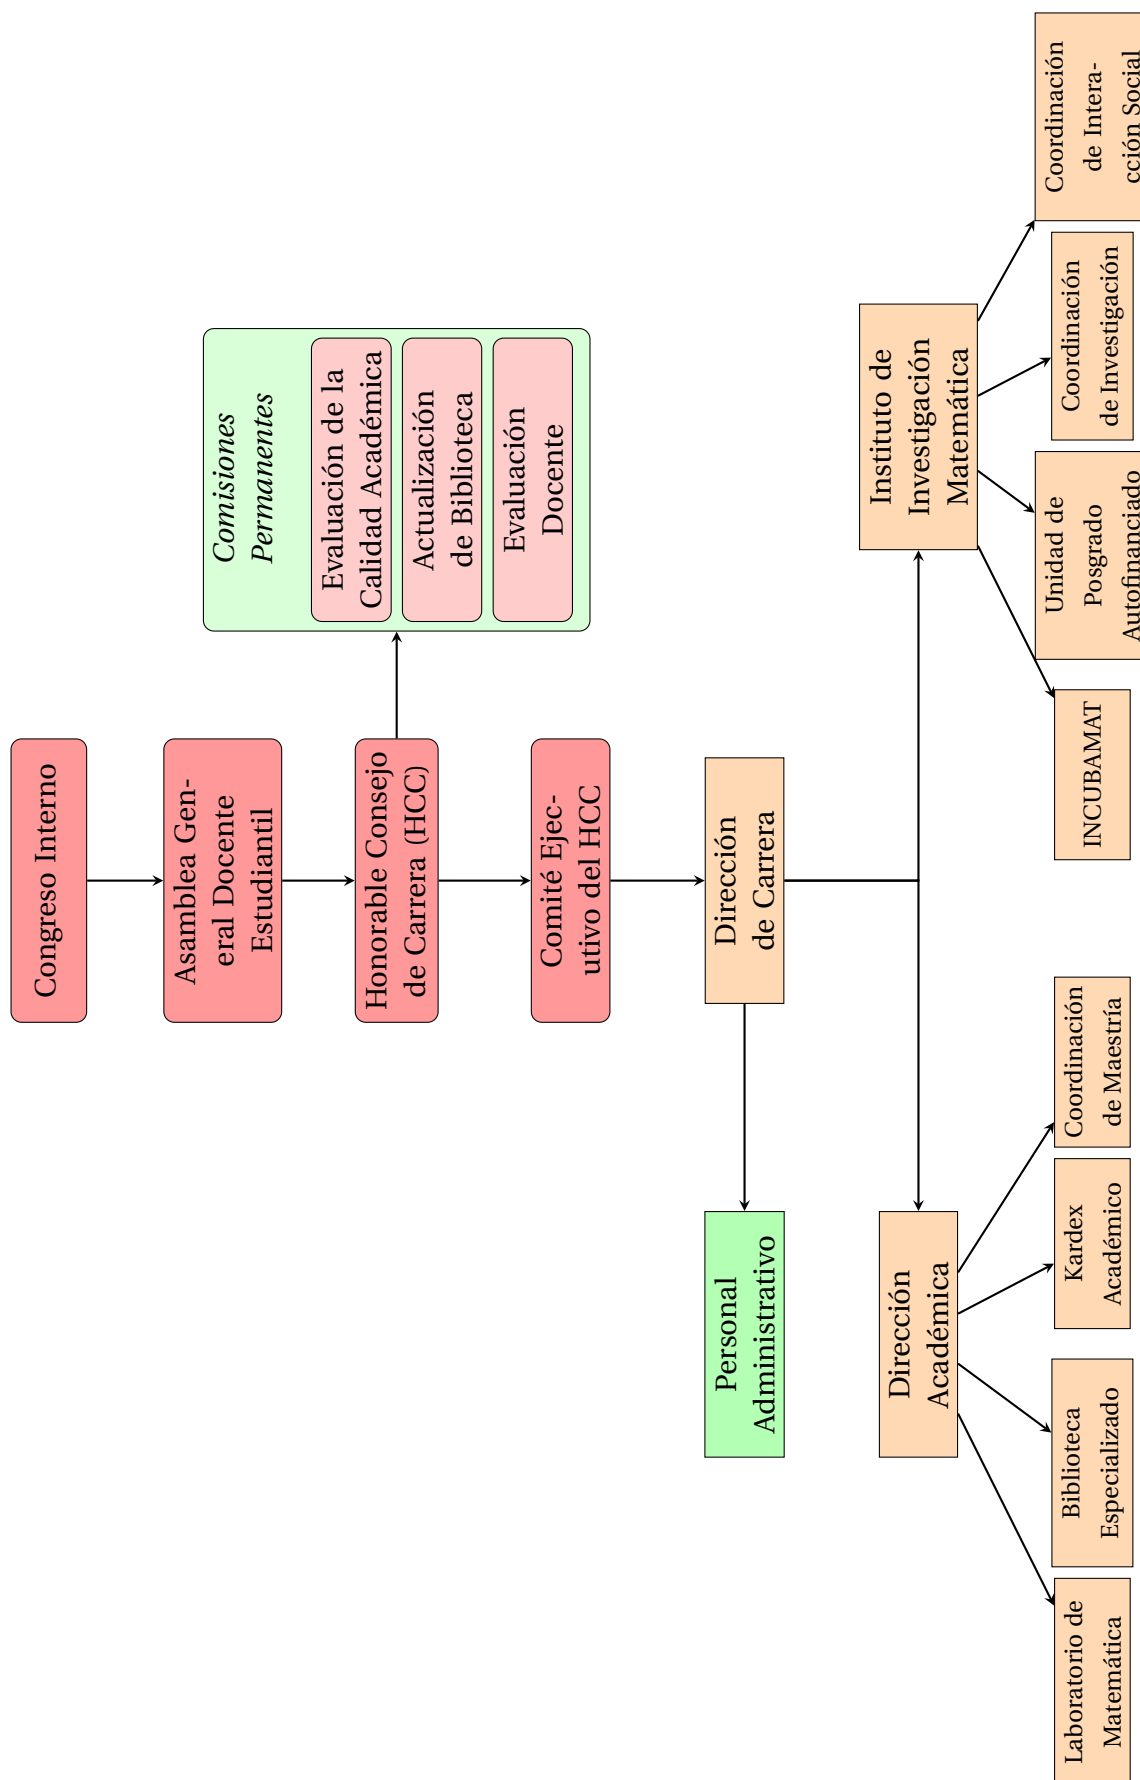 Congreso Interno
Asamblea Gen-
eral Docente
Estudiantil
Honorable Consejo
de Carrera (HCC)
Comisiones
Permanentes
Evaluación de la
Calidad Académica
Actualización
de Biblioteca
Evaluación
Docente
Comité Ejec-
utivo del HCC
Dirección
de Carrera
Personal
Administrativo
Dirección
Académica
Instituto de
Investigación
Matemática
Laboratorio de
Matemática
Biblioteca
Especializado
Kardex
Académico
Coordinación
de Maestría
INCUBAMAT
Unidad de
Posgrado
Autofinanciado
Coordinación
de Investigación
Coordinación
de Intera-
cción Social